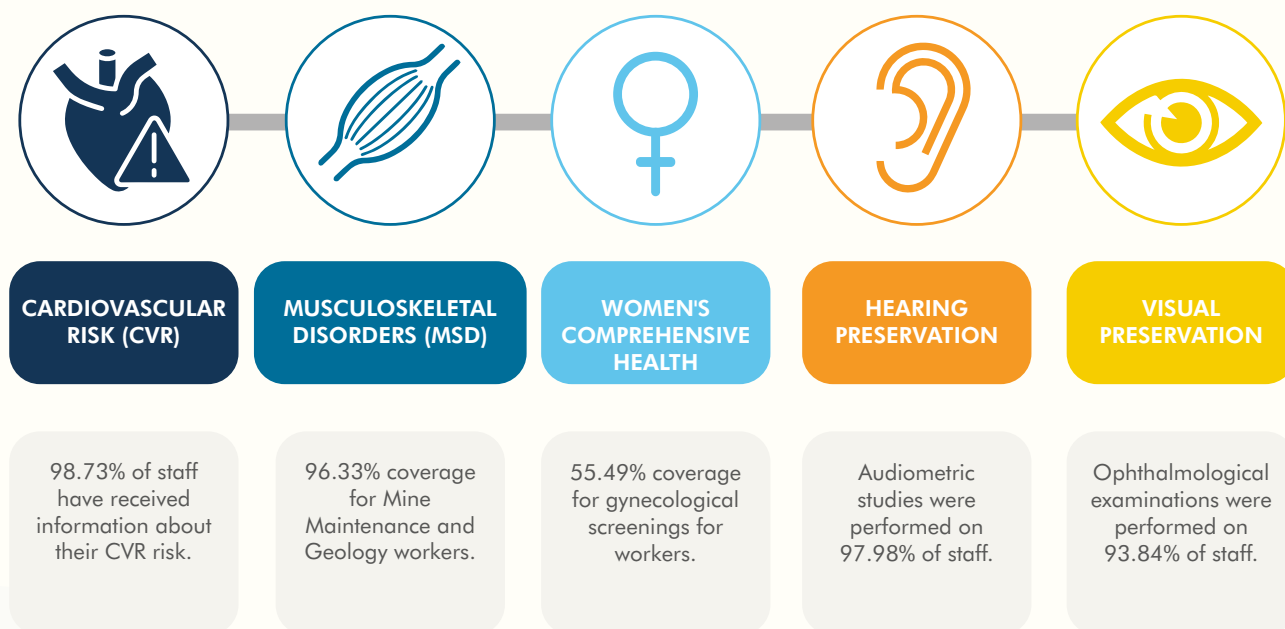 CARDIOVASCULAR
RISK (CVR)
MUSCULOSKELETAL
DISORDERS (MSD)
WOMEN'S
COMPREHENSIVE
HEALTH
HEARING
PRESERVATION
VISUAL
PRESERVATION
98.73% of staff
have received
information about
their CVR risk.
96.33% coverage
for Mine
Maintenance and
Geology workers.
55.49% coverage
for gynecological
screenings for
workers.
Audiometric
studies were
performed on
97.98% of staff.
Ophthalmological
examinations were
performed on
93.84% of staff.